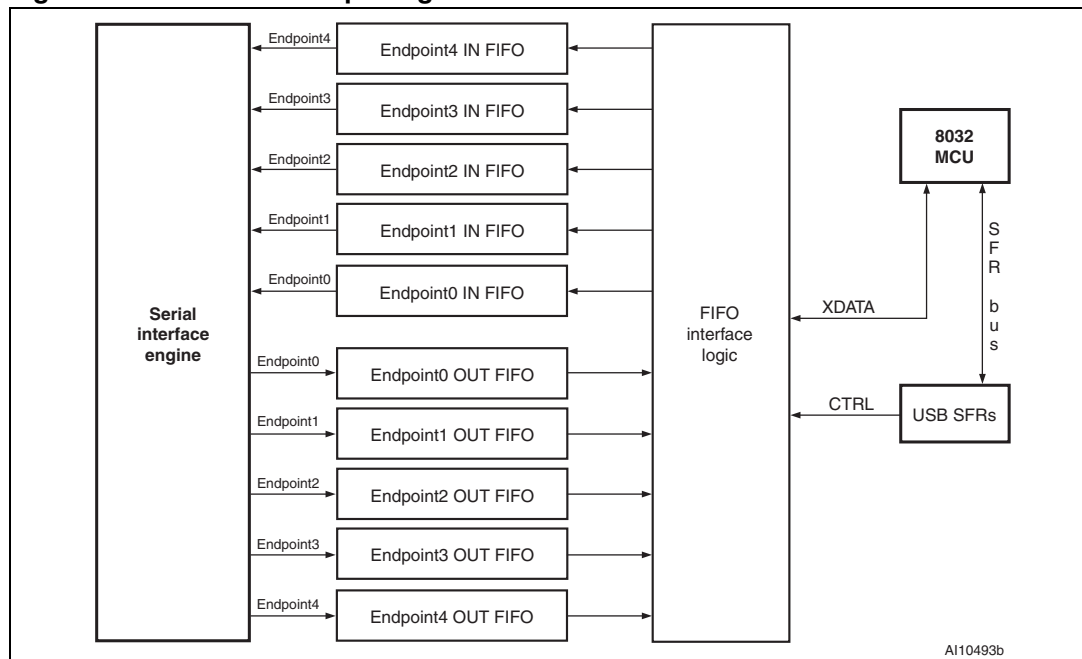 Endpoint4
Endpoint4 IN FIFO
Endpoint3
Endpoint3 IN FIFO
Endpoint2
Endpoint2 IN FIFO
Endpoint1
Endpoint1 IN FIFO
Endpoint0
Endpoint0 IN FIFO
Serial
interface
engine
Endpoint0
Endpoint0 OUT FIFO
Endpoint1
Endpoint1 OUT FIFO
Endpoint2
Endpoint2 OUT FIFO
Endpoint3
Endpoint3 OUT FIFO
Endpoint4
Endpoint4 OUT FIFO
FIFO
interface
logic
XDATA
CTRL
8032
MCU
SFR bus
USB SFRs
AI10493b